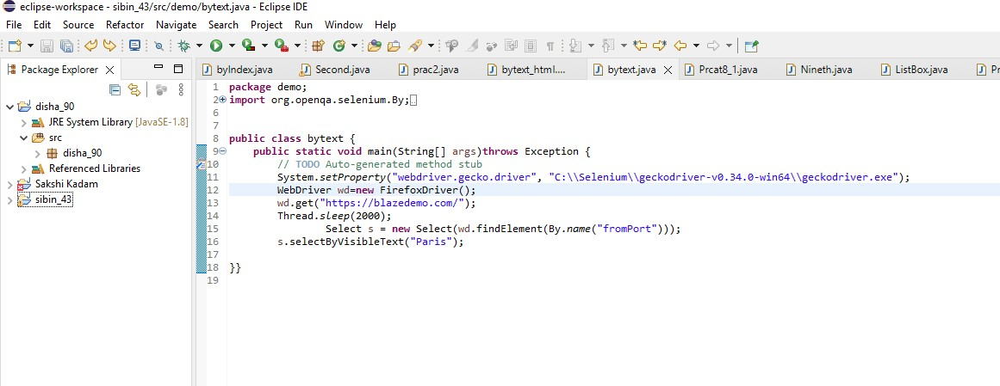 eclipse-workspace - sibin_43/src/demo/bytext.java - Eclipse IDE
File Edit Source Refactor Navigate Search Project Run Window Help
Package Explorer
byIndex.java Second.java prac2.java bytext_html.... bytext.java Prcat8_1.java Nineth.java ListBox.java Pr
disha_90
JRE System Library [JavaSE-1.8]
src
disha_90
Referenced Libraries
Sakshi Kadam
sibin_43
1 package demo;
2 import org.openqa.selenium.By;
6
7
8 public class bytext {
9 public static void main(String[] args)throws Exception {
10 // TODO Auto-generated method stub
11 System.setProperty("webdriver.gecko.driver", "C:\\Selenium\\geckodriver-v0.34.0-win64\\geckodriver.exe");
12 WebDriver wd=new FirefoxDriver();
13 wd.get("https://blazedemo.com/");
14 Thread.sleep(2000);
15 Select s = new Select(wd.findElement(By.name("fromPort")));
16 s.selectByVisibleText("Paris");
17
18 }}
19